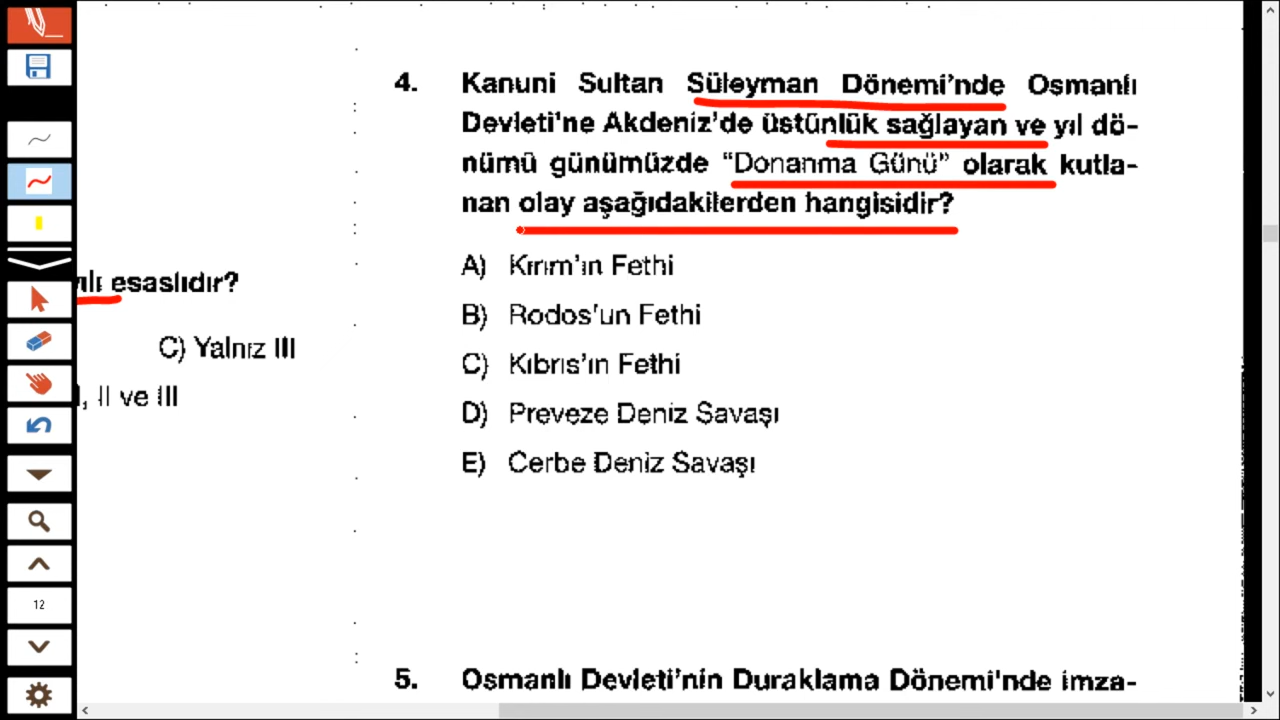 4. Kanuni Sultan Süleyman Dönemi'nde Osmanlı
Devleti'ne Akdeniz'de üstünlük sağlayan ve yıl dö-
nümü günümüzde "Donanma Günü" olarak kutla-
nan olay aşağıdakilerden hangisidir?
A) Kırım'ın Fethi
B) Rodos'un Fethi
C) Kıbrıs'ın Fethi
D) Preveze Deniz Savaşı
E) Cerbe Deniz Savaşı
5. Osmanlı Devleti'nin Duraklama Dönemi'nde imza-
esaslıdır?
C) Yalnız III
, II ve III
12